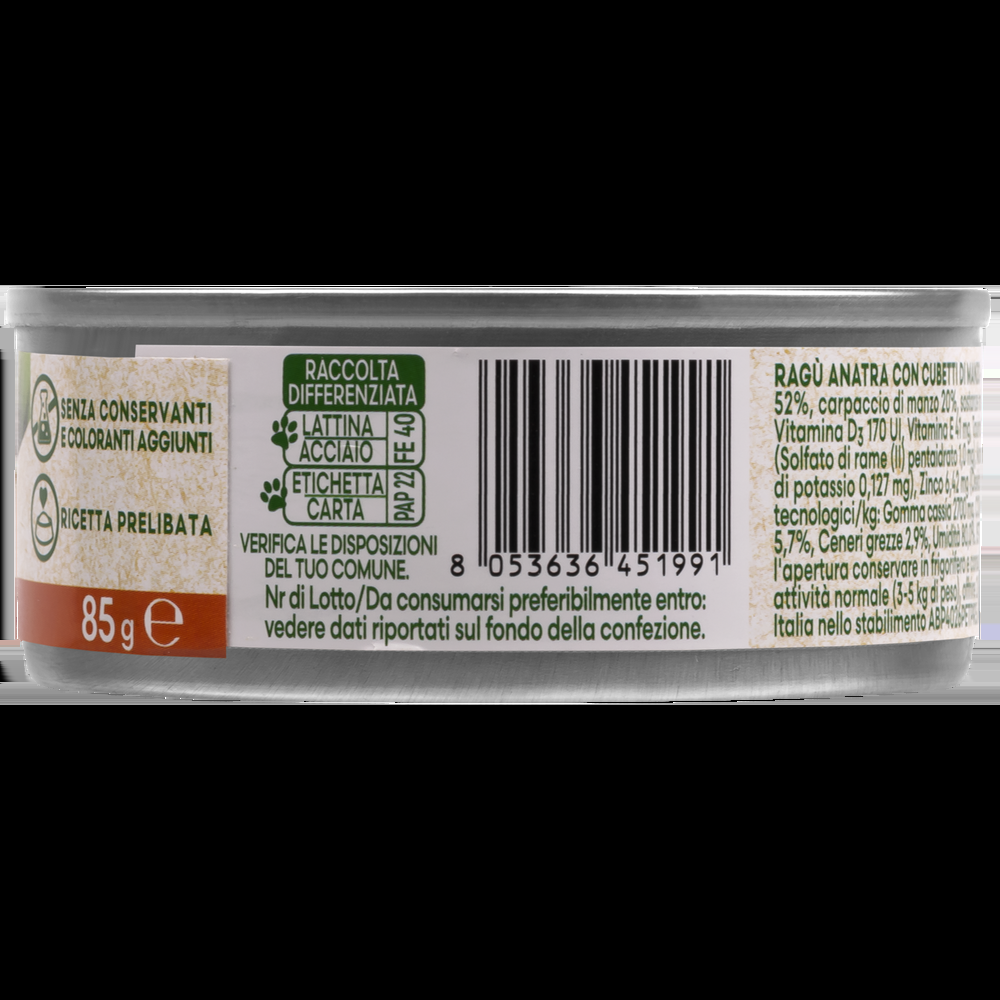 SENZA CONSERVANTI
E COLORANTI AGGIUNTI
RICETTA PRELIBATA
85 g ℮
RACCOLTA
DIFFERENZIATA
LATTINA
ACCIAIO
FE 40
ETICHETTA
CARTA
PAP 22
VERIFICA LE DISPOSIZIONI
DEL TUO COMUNE.
8 053636 451991
Nr di Lotto/Da consumarsi preferibilmente entro:
vedere dati riportati sul fondo della confezione.
RAGÙ ANATRA CON CUBETTI DI
52%, carpaccio di manzo 20%,
Vitamina D3 170 UI, Vitamina E
(Solfato di rame (II) pentaidrato
di potassio 0,127 mg), Zinco
tecnologici/kg: Gomma cassia
5,7%, Ceneri grezze 2,9%, Umidità
l'apertura conservare in frigorifero e
attività normale (3-5 kg di peso),
Italia nello stabilimento